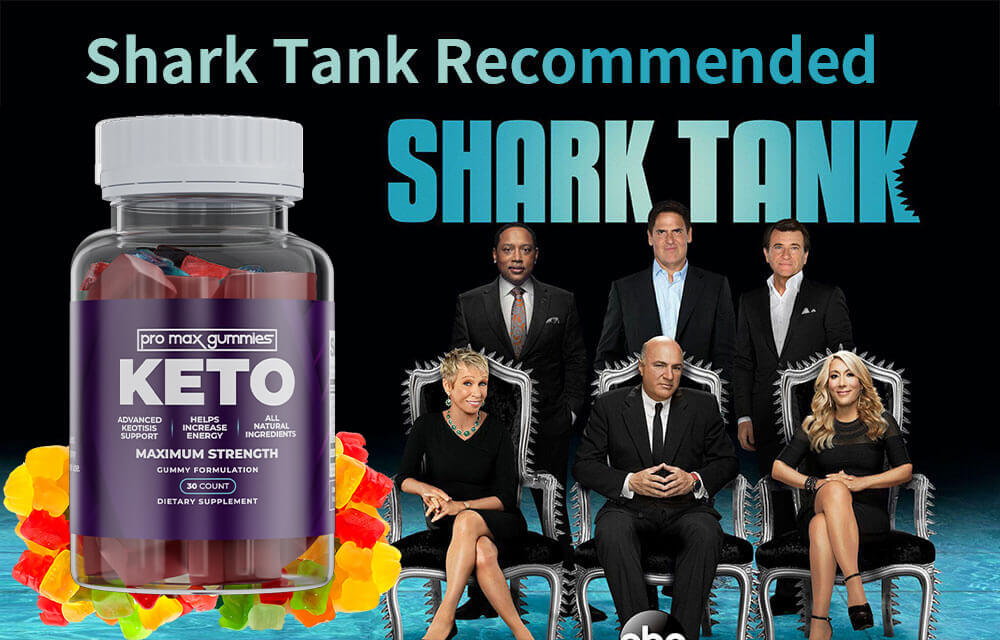 Shark Tank Recommended
SHARK TANK
pro max gummies
KETO
ADVANCED KEOTISIS SUPPORT
HELPS INCREASE ENERGY
ALL NATURAL INGREDIENTS
MAXIMUM STRENGTH
GUMMY FORMULATION
30 COUNT
DIETARY SUPPLEMENT
abc